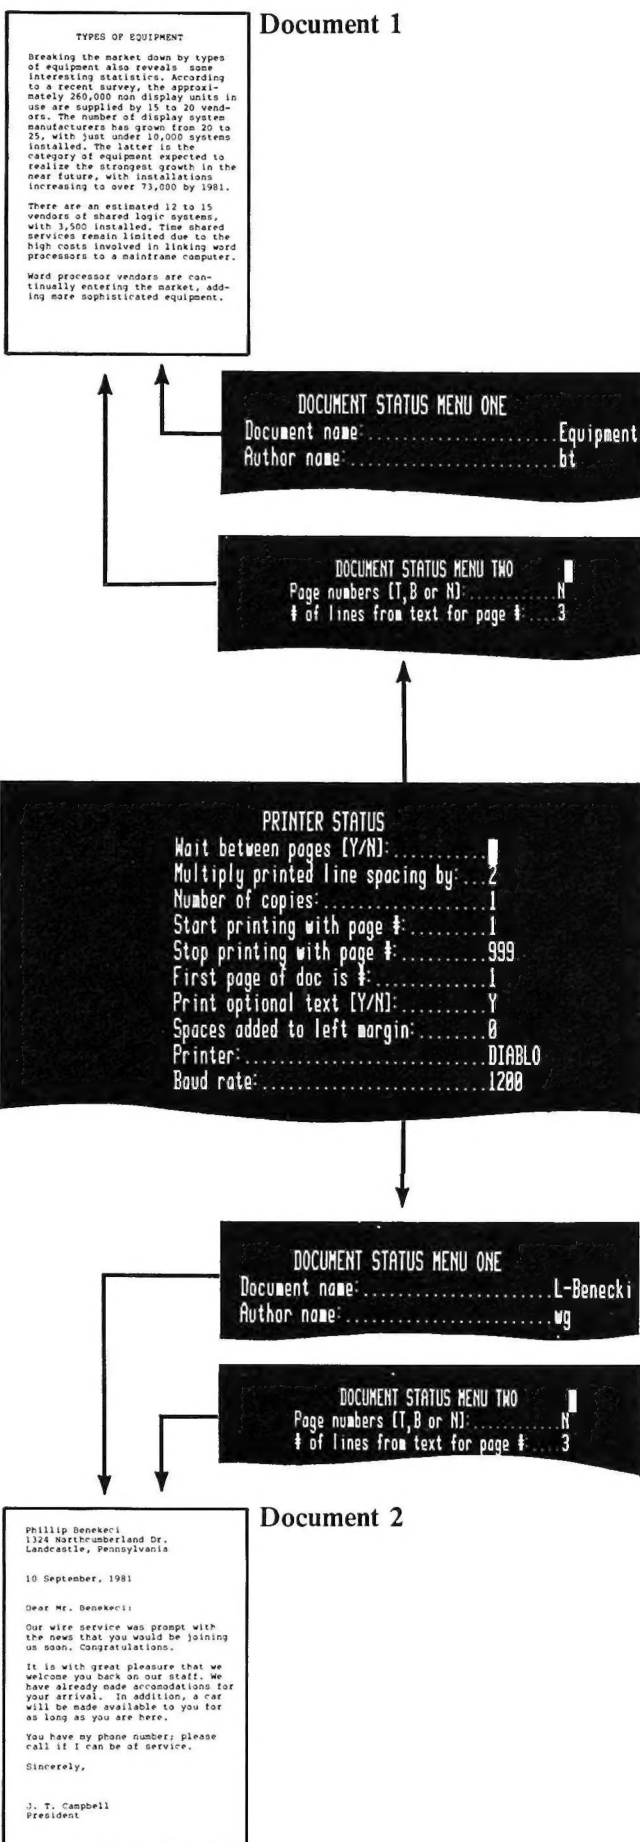 Document 1
TYPES OF EQUIPMENT
Breaking the market down by types
of equipment also reveals some
interesting statistics. According
to a recent survey, the approxi-
mately 260,000 non display units in
use are supplied by 15 to 20 vend-
ors. The number of display system
manufacturers has grown from 20 to
25, with just under 10,000 systems
installed. The latter is the
category of equipment expected to
realize the strongest growth in the
near future, with installations
increasing to over 73,000 by 1981.
There are an estimated 12 to 15
vendors of shared logic systems,
with 3,500 installed. Time shared
services remain limited due to the
high costs involved in linking word
processors to a mainframe computer.
Word processor vendors are con-
tinually entering the market, add-
ing more sophisticated equipment.
DOCUMENT STATUS MENU ONE
Document name:......................Equipment
Author name:........................bt
DOCUMENT STATUS MENU TWO
Page numbers [T,B or N]:............N
# of lines from text for page #:....3
PRINTER STATUS
Wait between pages [Y/N]:...........
Multiply printed line spacing by:...2
Number of copies:...................1
Start printing with page #:.........1
Stop printing with page #:..........999
First page of doc is #:.............1
Print optional text [Y/N]:..........Y
Spaces added to left margin:........0
Printer:............................DIABLO
Baud rate:..........................1200
DOCUMENT STATUS MENU ONE
Document name:......................L-Benecki
Author name:........................wg
DOCUMENT STATUS MENU TWO
Page numbers [T,B or N]:............N
# of lines from text for page #:....3
Document 2
Phillip Benekeci
1324 Northcumberland Dr.
Landcastle, Pennsylvania
10 September, 1981
Dear Mr. Benekeci:
Our wire service was prompt with
the news that you would be joining
us soon. Congratulations.
It is with great pleasure that we
welcome you back on our staff. We
have already made accomodations for
your arrival. In addition, a car
will be made available to you for
as long as you are here.
You have my phone number; please
call if I can be of service.
Sincerely,
J. T. Campbell
President